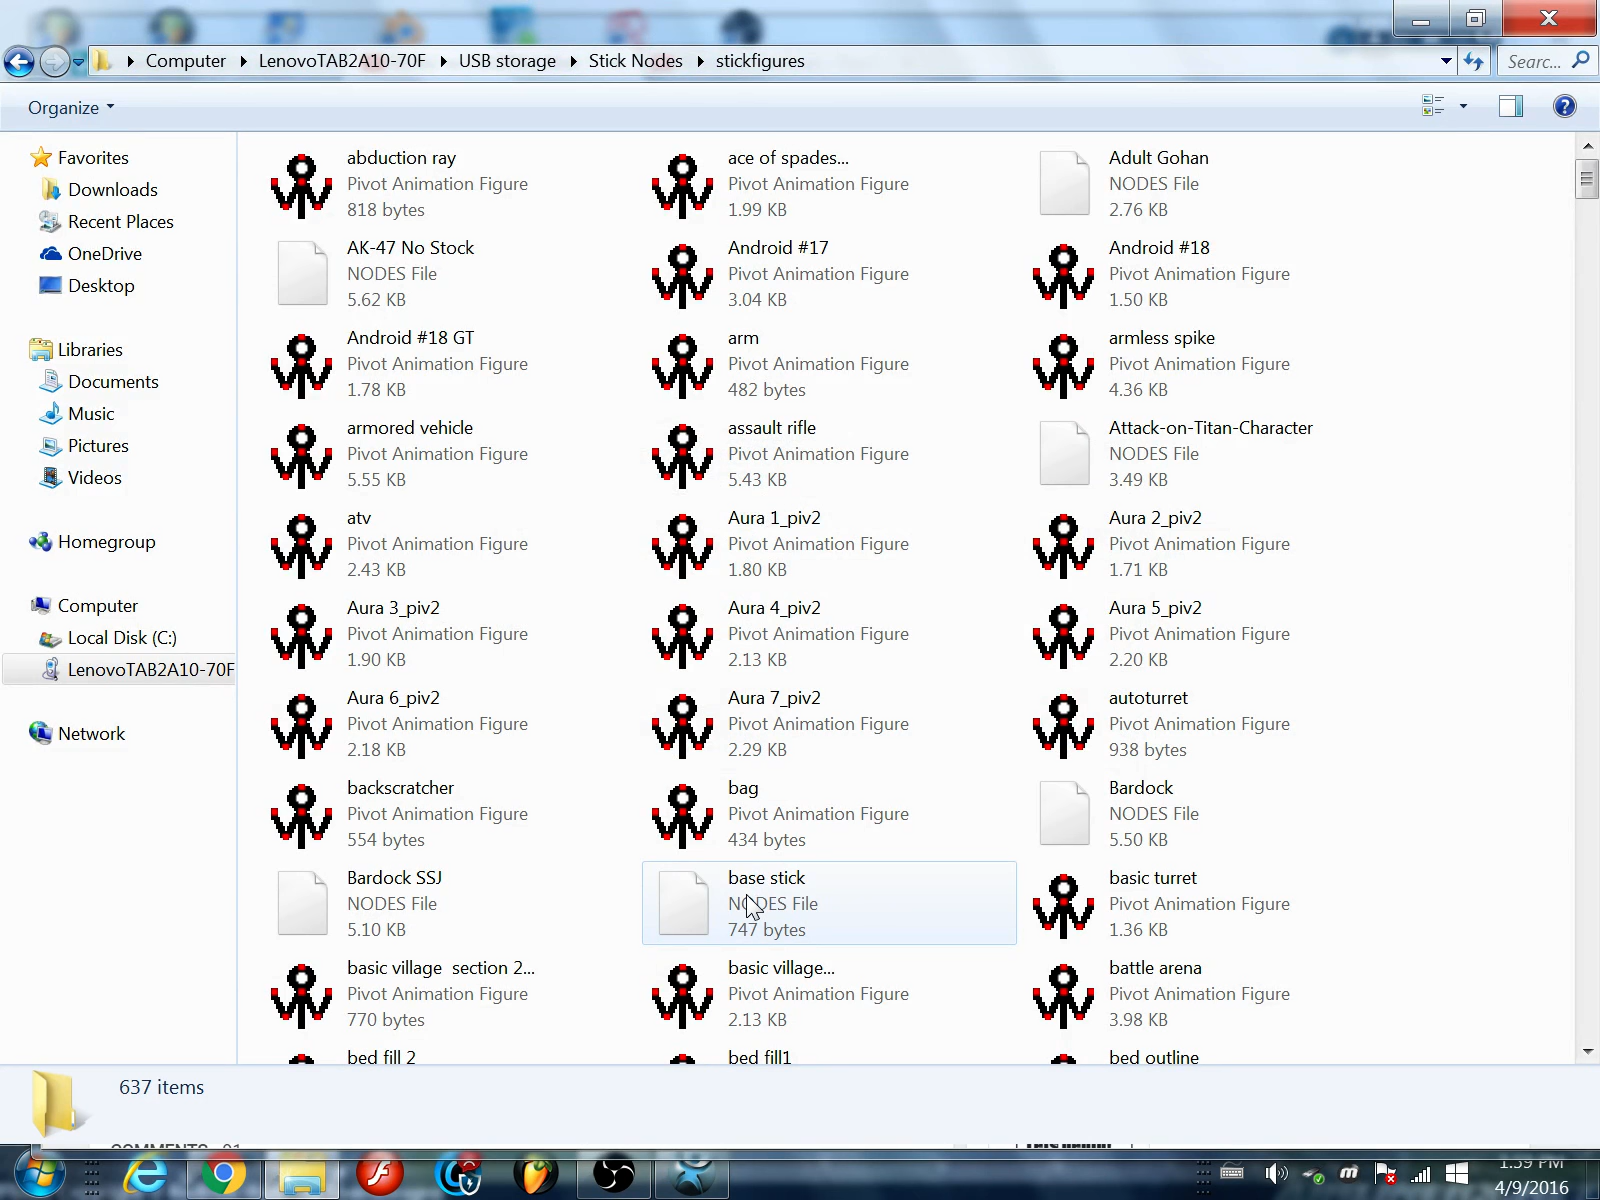 Computer LenovoTAB2A10-70F USB storage Stick Nodes stickfigures Searc...
Organize
Favorites
Downloads
Recent Places
OneDrive
Desktop
Libraries
Documents
Music
Pictures
Videos
Homegroup
Computer
Local Disk (C:)
LenovoTAB2A10-70F
Network
abduction ray
Pivot Animation Figure
818 bytes
ace of spades...
Pivot Animation Figure
1.99 KB
Adult Gohan
NODES File
2.76 KB
AK-47 No Stock
NODES File
5.62 KB
Android #17
Pivot Animation Figure
3.04 KB
Android #18
Pivot Animation Figure
1.50 KB
Android #18 GT
Pivot Animation Figure
1.78 KB
arm
Pivot Animation Figure
482 bytes
armless spike
Pivot Animation Figure
4.36 KB
armored vehicle
Pivot Animation Figure
5.55 KB
assault rifle
Pivot Animation Figure
5.43 KB
Attack-on-Titan-Character
NODES File
3.49 KB
atv
Pivot Animation Figure
2.43 KB
Aura 1_piv2
Pivot Animation Figure
1.80 KB
Aura 2_piv2
Pivot Animation Figure
1.71 KB
Aura 3_piv2
Pivot Animation Figure
1.90 KB
Aura 4_piv2
Pivot Animation Figure
2.13 KB
Aura 5_piv2
Pivot Animation Figure
2.20 KB
Aura 6_piv2
Pivot Animation Figure
2.18 KB
Aura 7_piv2
Pivot Animation Figure
2.29 KB
autoturret
Pivot Animation Figure
938 bytes
backscratcher
Pivot Animation Figure
554 bytes
bag
Pivot Animation Figure
434 bytes
Bardock
NODES File
5.50 KB
Bardock SSJ
NODES File
5.10 KB
base stick
NODES File
747 bytes
basic turret
Pivot Animation Figure
1.36 KB
basic village  section 2...
Pivot Animation Figure
770 bytes
basic village...
Pivot Animation Figure
2.13 KB
battle arena
Pivot Animation Figure
3.98 KB
bed fill 2
bed fill1
bed outline
637 items
1:39 PM
4/9/2016